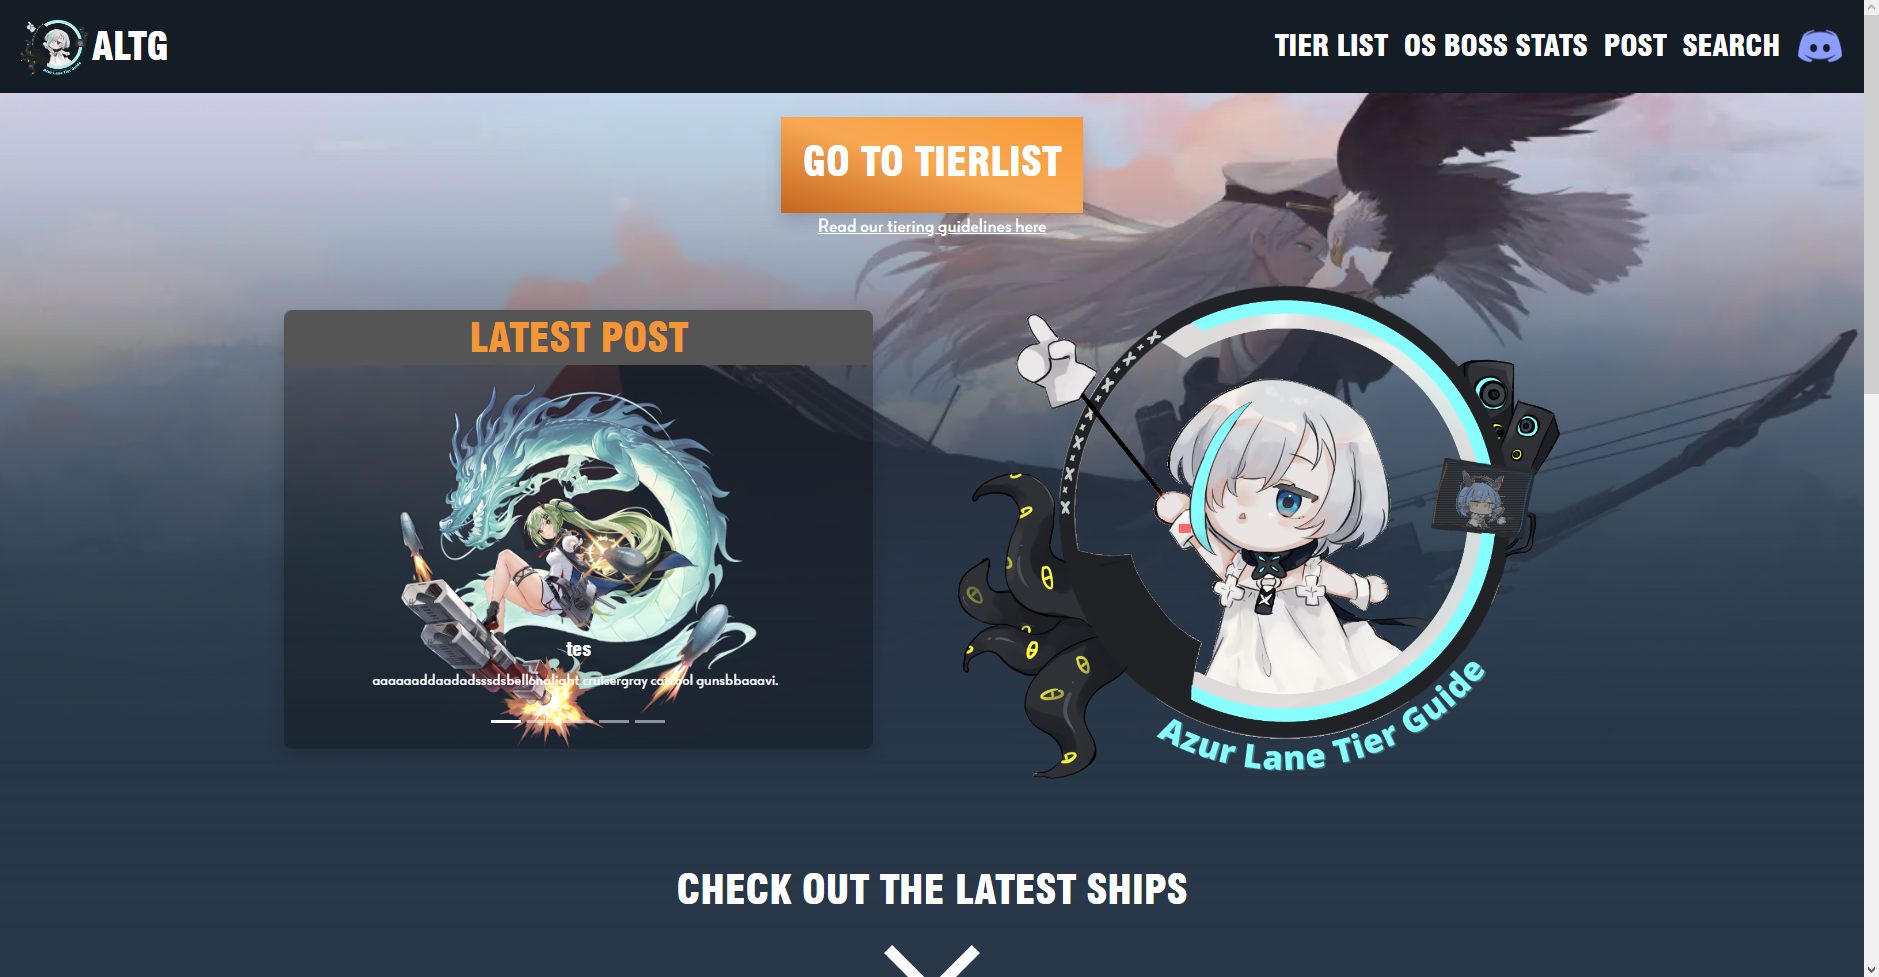 ALTG
TIER LIST OS BOSS STATS POST SEARCH
GO TO TIERLIST
Read our tiering guidelines here
LATEST POST
tes
aaaaaaddaadadsssdsbellonalight cruisergray catcool gunsbbaaavi.
Azur Lane Tier Guide
CHECK OUT THE LATEST SHIPS